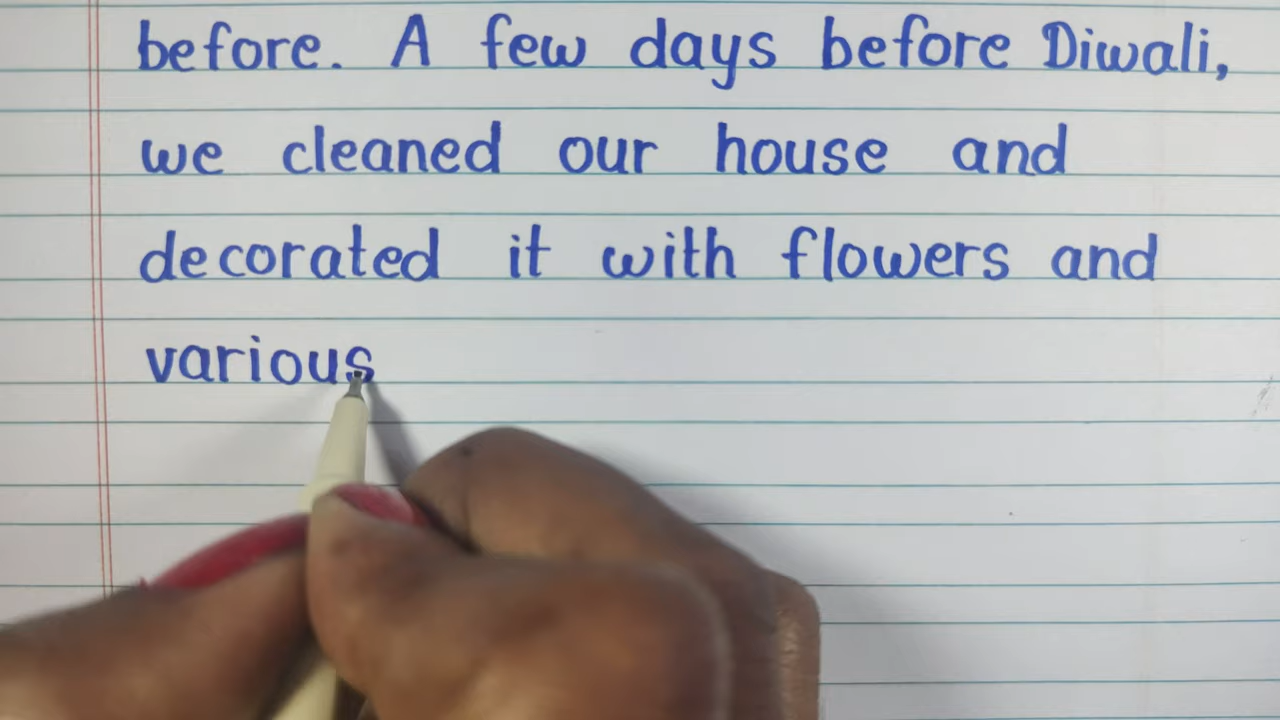 before. A few days before Diwali,
we cleaned our house and
decorated it with flowers and
various